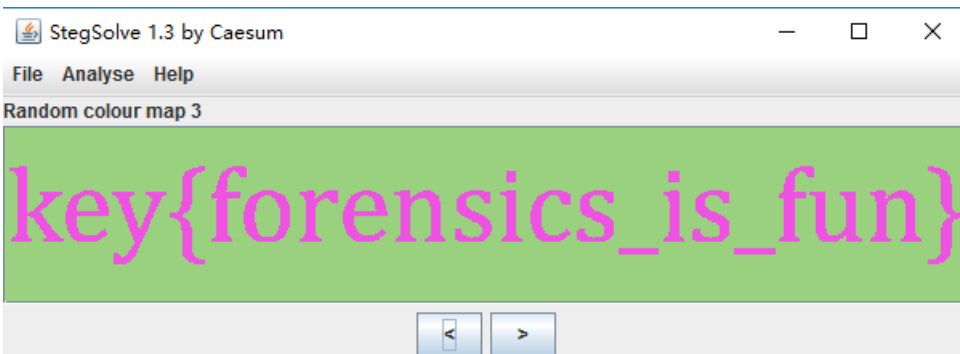 StegSolve 1.3 by Caesum
File Analyse Help
Random colour map 3
key{forensics_is_fun}
< >